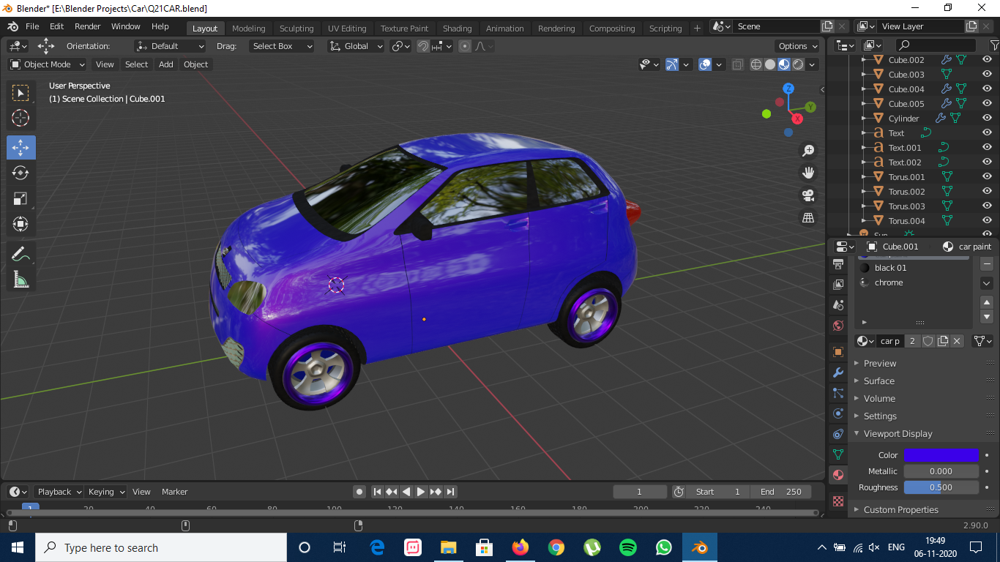 Blender* [E:\Blender Projects\Car\Q21CAR.blend]
File Edit Render Window Help Layout Modeling Sculpting UV Editing Texture Paint Shading Animation Rendering Compositing Scripting + Scene View Layer
Orientation: Default Drag: Select Box Global Options
Object Mode View Select Add Object
User Perspective
(1) Scene Collection | Cube.001
Z
Y
X
Cube.002
Cube.003
Cube.004
Cube.005
Cylinder
Text
Text.001
Text.002
Torus.001
Torus.002
Torus.003
Torus.004
Sun
Cube.001 car paint
black 01
chrome
car p 2
Preview
Surface
Volume
Settings
Viewport Display
Color
Metallic 0.000
Roughness 0.500
Custom Properties
Playback Keying View Marker 1 Start 1 End 250
1 20 40 60 80 100 120 140 160 180 200 220 240
2.90.0
Type here to search
ENG
19:49
06-11-2020